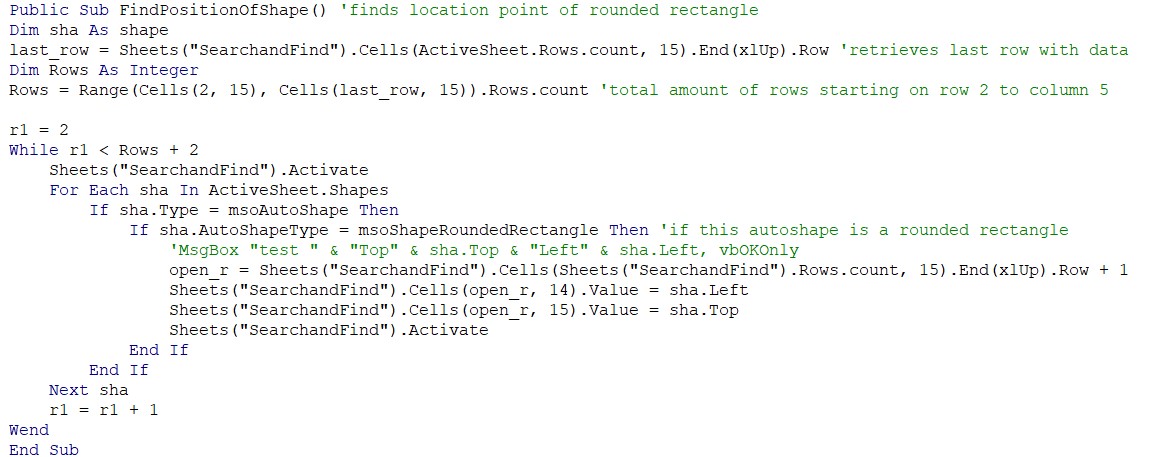 Public Sub FindPositionOfShape() 'finds location point of rounded rectangle
Dim sha As shape
last_row = Sheets("SearchandFind").Cells(ActiveSheet.Rows.count, 15).End(xlUp).Row 'retrieves last row with data
Dim Rows As Integer
Rows = Range(Cells(2, 15), Cells(last_row, 15)).Rows.count 'total amount of rows starting on row 2 to column 5

r1 = 2
While r1 < Rows + 2
    Sheets("SearchandFind").Activate
    For Each sha In ActiveSheet.Shapes
        If sha.Type = msoAutoShape Then
            If sha.AutoShapeType = msoShapeRoundedRectangle Then 'if this autoshape is a rounded rectangle
                'MsgBox "test " & "Top" & sha.Top & "Left" & sha.Left, vbOKOnly
                open_r = Sheets("SearchandFind").Cells(Sheets("SearchandFind").Rows.count, 15).End(xlUp).Row + 1
                Sheets("SearchandFind").Cells(open_r, 14).Value = sha.Left
                Sheets("SearchandFind").Cells(open_r, 15).Value = sha.Top
                Sheets("SearchandFind").Activate
            End If
        End If
    Next sha
    r1 = r1 + 1
Wend
End Sub